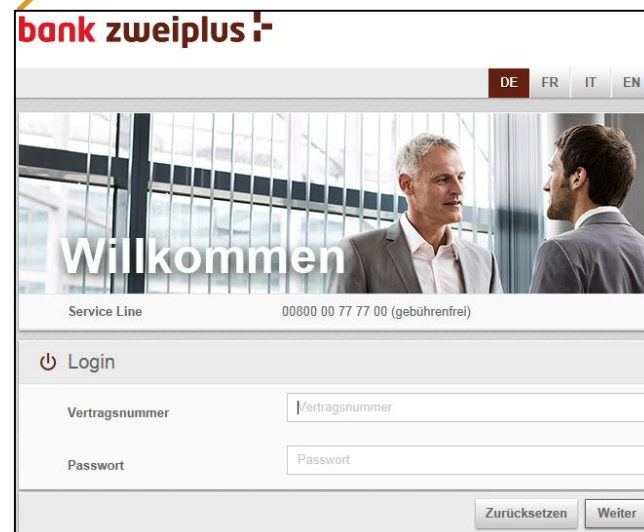 bank zweiplus
DE FR IT EN
Willkommen
Service Line 00800 00 77 77 00 (gebührenfrei)
Login
Vertragsnummer Vertragsnummer
Passwort Passwort
Zurücksetzen Weiter